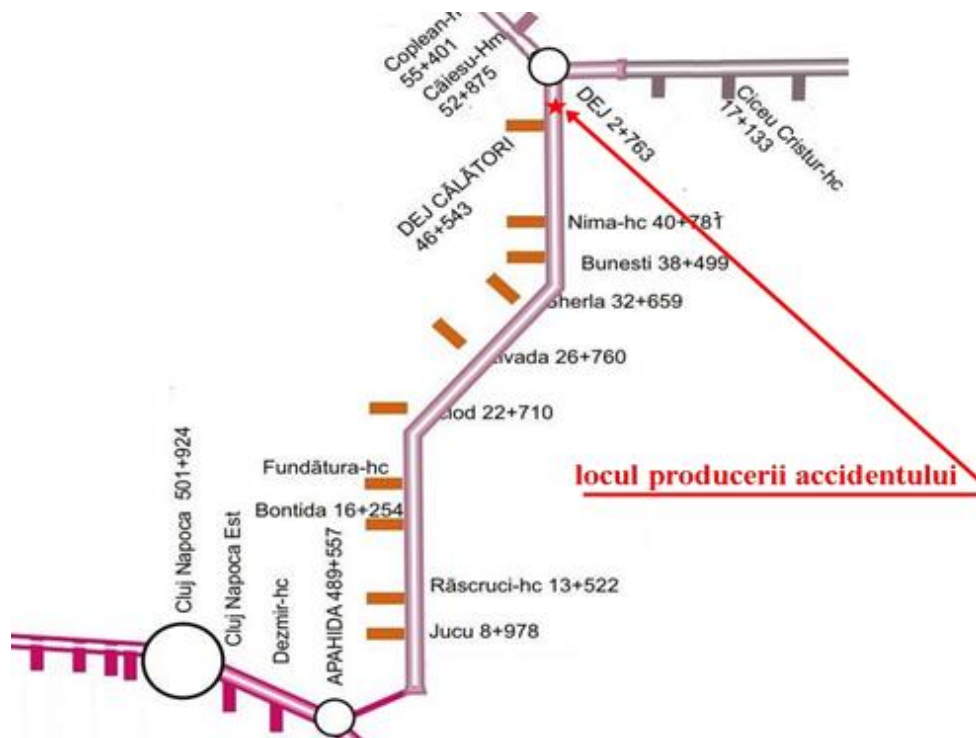 Coplean-h
55+401
Căiesu-Hm
52+875
DEJ 2+763
Ciceu Cristur-hc
17+133
DEJ CĂLĂTORI
46+543
Nima-hc 40+781
Bunesti 38+499
Gherla 32+659
Livada 26+760
22+710
Fundătura-hc
locul producerii accidentului
Bontida 16+254
Cluj Napoca 501+924
Cluj Napoca Est
Dezmir-hc
APAHIDA 489+557
Răscruci-hc 13+522
Jucu 8+978